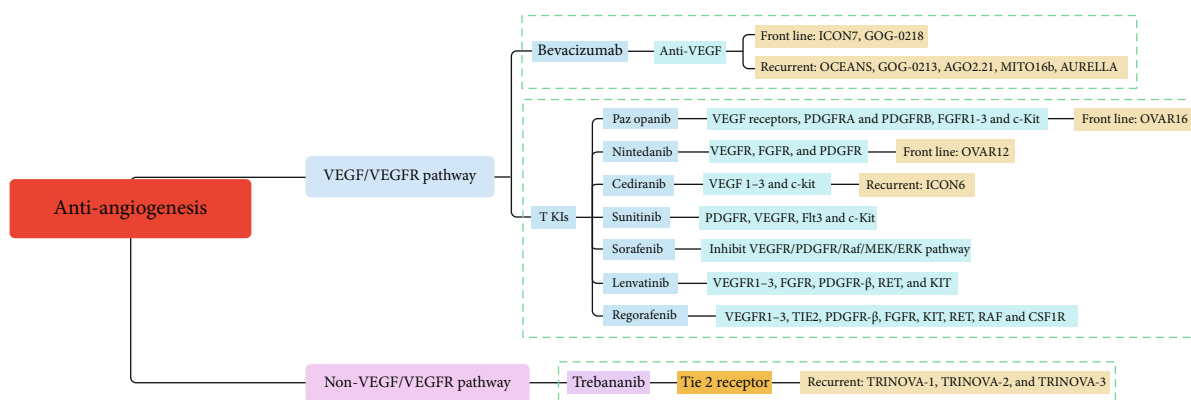 Anti-angiogenesis
VEGF/VEGFR pathway
Bevacizumab
Anti-VEGF
Front line: ICON7, GOG-0218
Recurrent: OCEANS, GOG-0213, AGO2.21, MITO16b, AURELLA
T KIs
Paz opanib
VEGF receptors, PDGFRA and PDGFRB, FGFR1-3 and c-Kit
Front line: OVAR16
Nintedanib
VEGFR, FGFR, and PDGFR
Front line: OVAR12
Cediranib
VEGF 1–3 and c-kit
Recurrent: ICON6
Sunitinib
PDGFR, VEGFR, Flt3 and c-Kit
Sorafenib
Inhibit VEGFR/PDGFR/Raf/MEK/ERK pathway
Lenvatinib
VEGFR1–3, FGFR, PDGFR-β, RET, and KIT
Regorafenib
VEGFR1–3, TIE2, PDGFR-β, FGFR, KIT, RET, RAF and CSF1R
Non-VEGF/VEGFR pathway
Trebananib
Tie 2 receptor
Recurrent: TRINOVA-1, TRINOVA-2, and TRINOVA-3